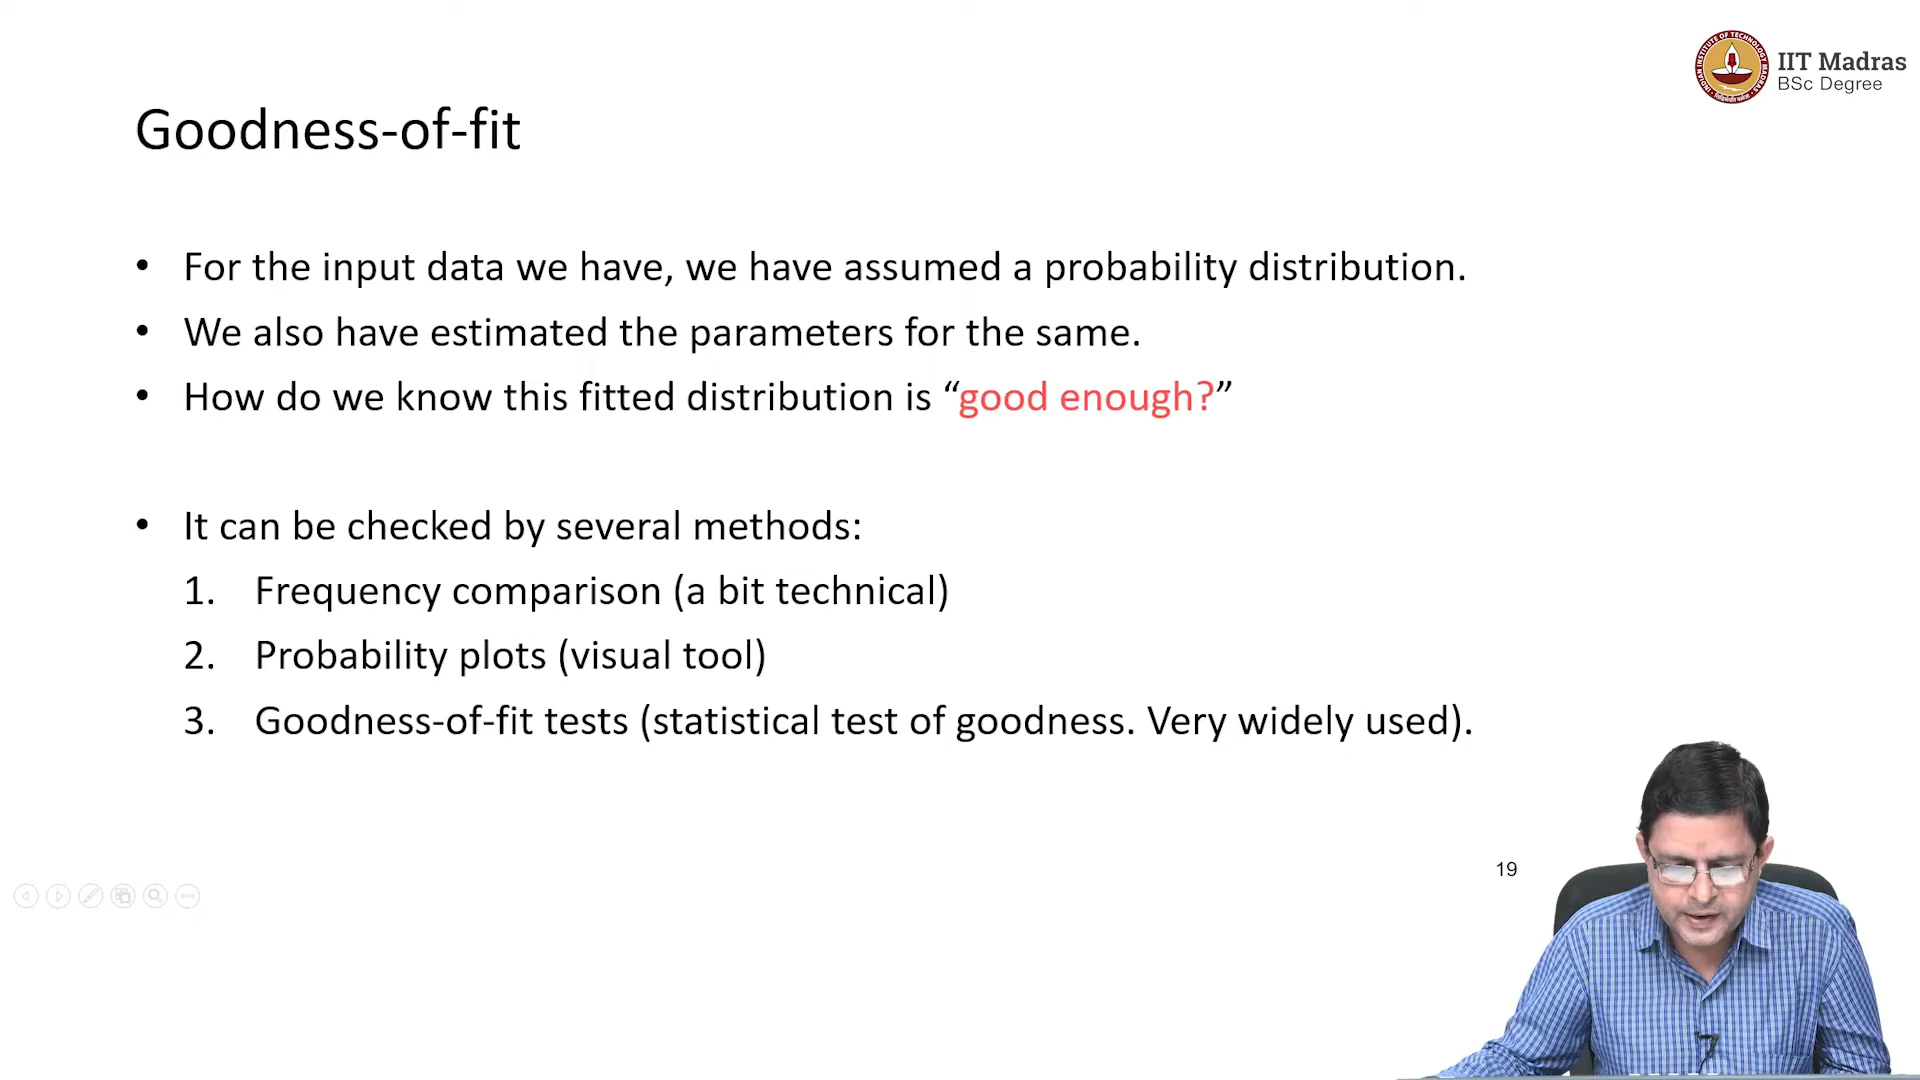 IIT Madras
BSc Degree
Goodness-of-fit
• For the input data we have, we have assumed a probability distribution.
• We also have estimated the parameters for the same.
• How do we know this fitted distribution is “good enough?”
• It can be checked by several methods:
1. Frequency comparison (a bit technical)
2. Probability plots (visual tool)
3. Goodness-of-fit tests (statistical test of goodness. Very widely used).
19